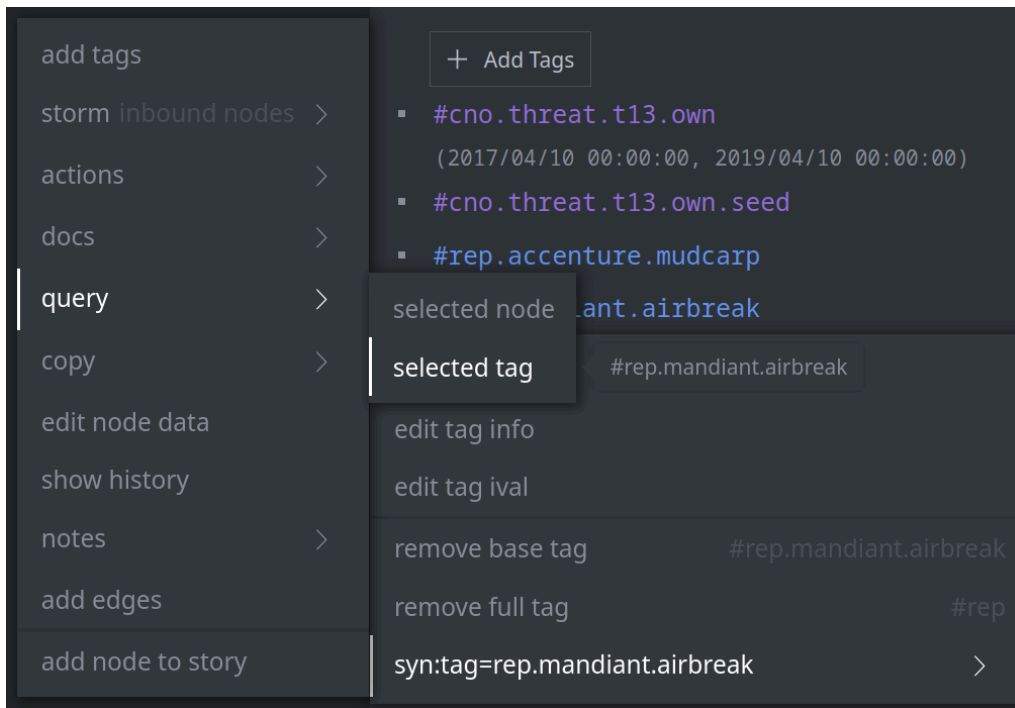 add tags
storm inbound nodes
actions
docs
query
copy
edit node data
show history
notes
add edges
add node to story
+ Add Tags
#cno.threat.t13.own
(2017/04/10 00:00:00, 2019/04/10 00:00:00)
#cno.threat.t13.own.seed
#rep.accenture.mudcarp
iant.airbreak
selected node
selected tag
#rep.mandiant.airbreak
edit tag info
edit tag ival
remove base tag #rep.mandiant.airbreak
remove full tag #rep
syn:tag=rep.mandiant.airbreak